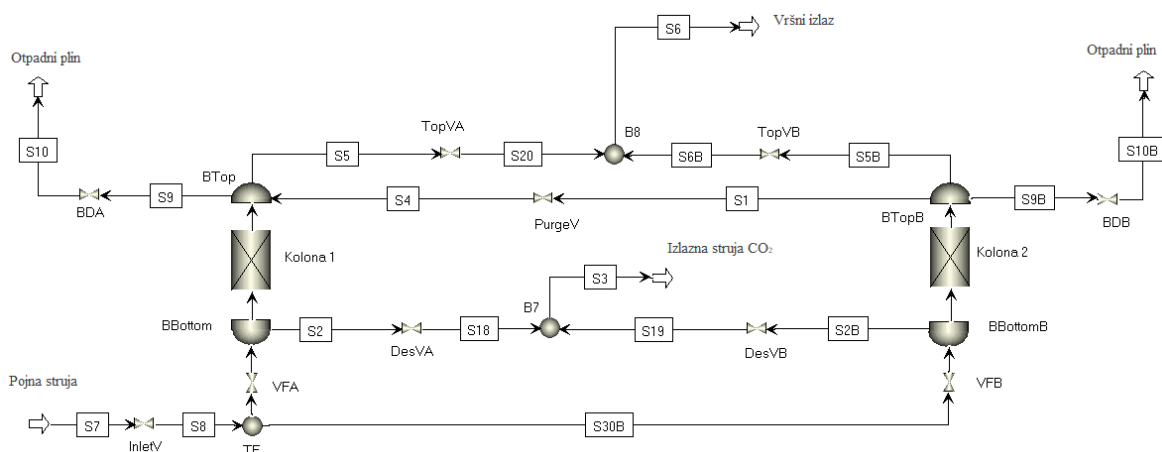 S6
Vršni izlaz
Otpadni plin
Otpadni plin
TopVA
B8
TopVB
S10
S5
S20
S6B
S5B
S10B
BTop
S9
BDA
S4
PurgeV
S1
BTopB
S9B
BDB
Kolona 1
Izlazna struja CO₂
Kolona 2
S3
B7
BBottom
S2
S18
S19
S2B
BBottomB
DesVA
DesVB
Pojna struja
VFA
VFB
S7
S8
S30B
InletV